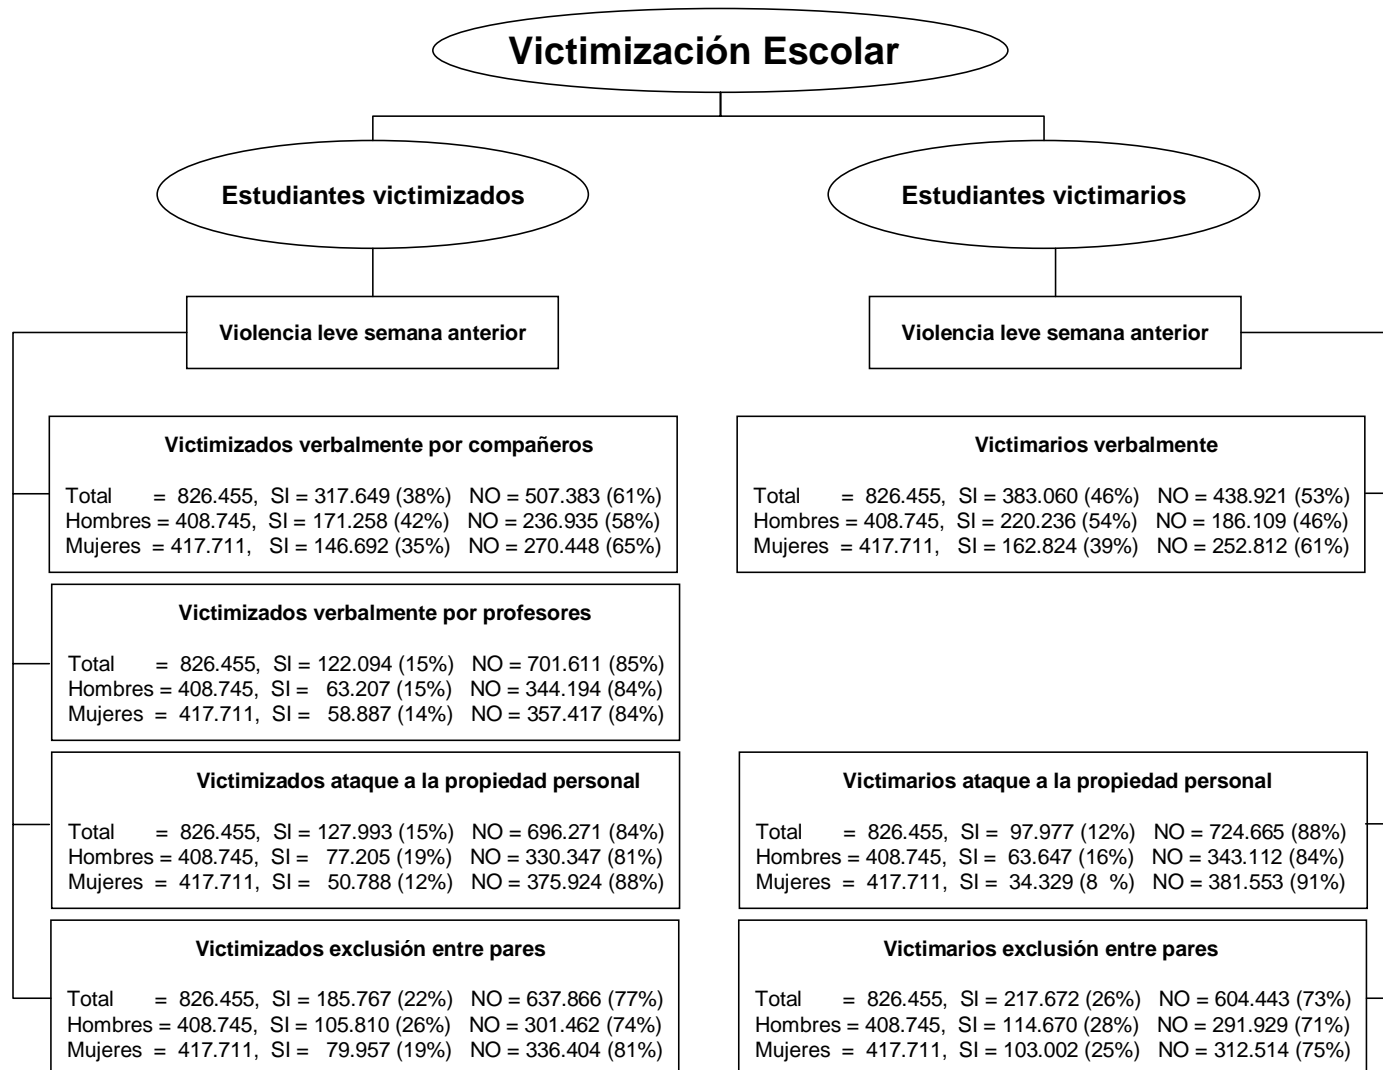 Victimización Escolar
Estudiantes victimizados
Estudiantes victimarios
Violencia leve semana anterior
Violencia leve semana anterior
Victimizados verbalmente por compañeros
Total = 826.455, SI = 317.649 (38%) NO = 507.383 (61%)
Hombres = 408.745, SI = 171.258 (42%) NO = 236.935 (58%)
Mujeres = 417.711, SI = 146.692 (35%) NO = 270.448 (65%)
Victimarios verbalmente
Total = 826.455, SI = 383.060 (46%) NO = 438.921 (53%)
Hombres = 408.745, SI = 220.236 (54%) NO = 186.109 (46%)
Mujeres = 417.711, SI = 162.824 (39%) NO = 252.812 (61%)
Victimizados verbalmente por profesores
Total = 826.455, SI = 122.094 (15%) NO = 701.611 (85%)
Hombres = 408.745, SI = 63.207 (15%) NO = 344.194 (84%)
Mujeres = 417.711, SI = 58.887 (14%) NO = 357.417 (84%)
Victimizados ataque a la propiedad personal
Total = 826.455, SI = 127.993 (15%) NO = 696.271 (84%)
Hombres = 408.745, SI = 77.205 (19%) NO = 330.347 (81%)
Mujeres = 417.711, SI = 50.788 (12%) NO = 375.924 (88%)
Victimarios ataque a la propiedad personal
Total = 826.455, SI = 97.977 (12%) NO = 724.665 (88%)
Hombres = 408.745, SI = 63.647 (16%) NO = 343.112 (84%)
Mujeres = 417.711, SI = 34.329 (8 %) NO = 381.553 (91%)
Victimizados exclusión entre pares
Total = 826.455, SI = 185.767 (22%) NO = 637.866 (77%)
Hombres = 408.745, SI = 105.810 (26%) NO = 301.462 (74%)
Mujeres = 417.711, SI = 79.957 (19%) NO = 336.404 (81%)
Victimarios exclusión entre pares
Total = 826.455, SI = 217.672 (26%) NO = 604.443 (73%)
Hombres = 408.745, SI = 114.670 (28%) NO = 291.929 (71%)
Mujeres = 417.711, SI = 103.002 (25%) NO = 312.514 (75%)